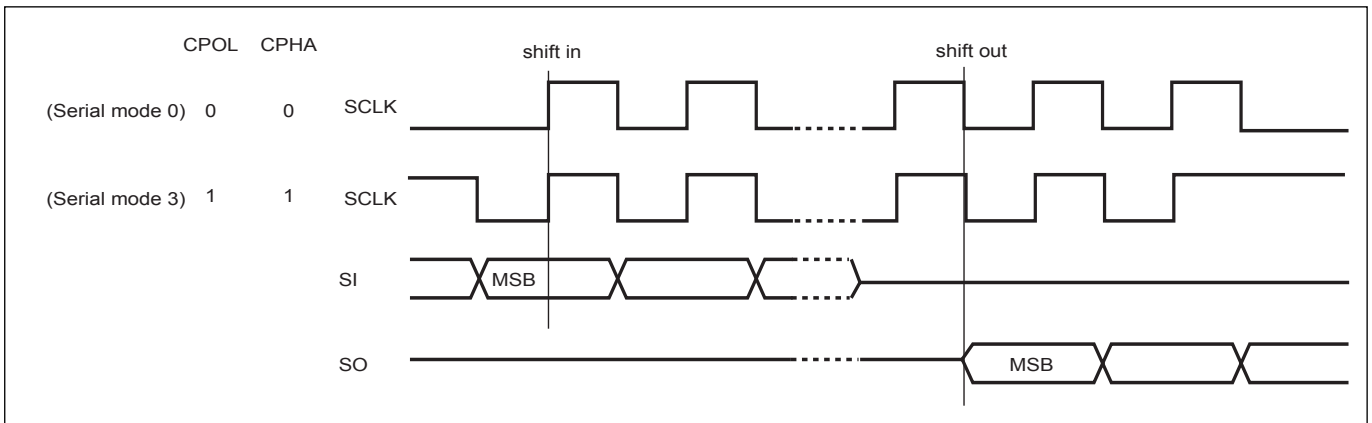 CPOL CPHA shift in shift out
(Serial mode 0) 0 0 SCLK
(Serial mode 3) 1 1 SCLK
SI MSB
SO MSB